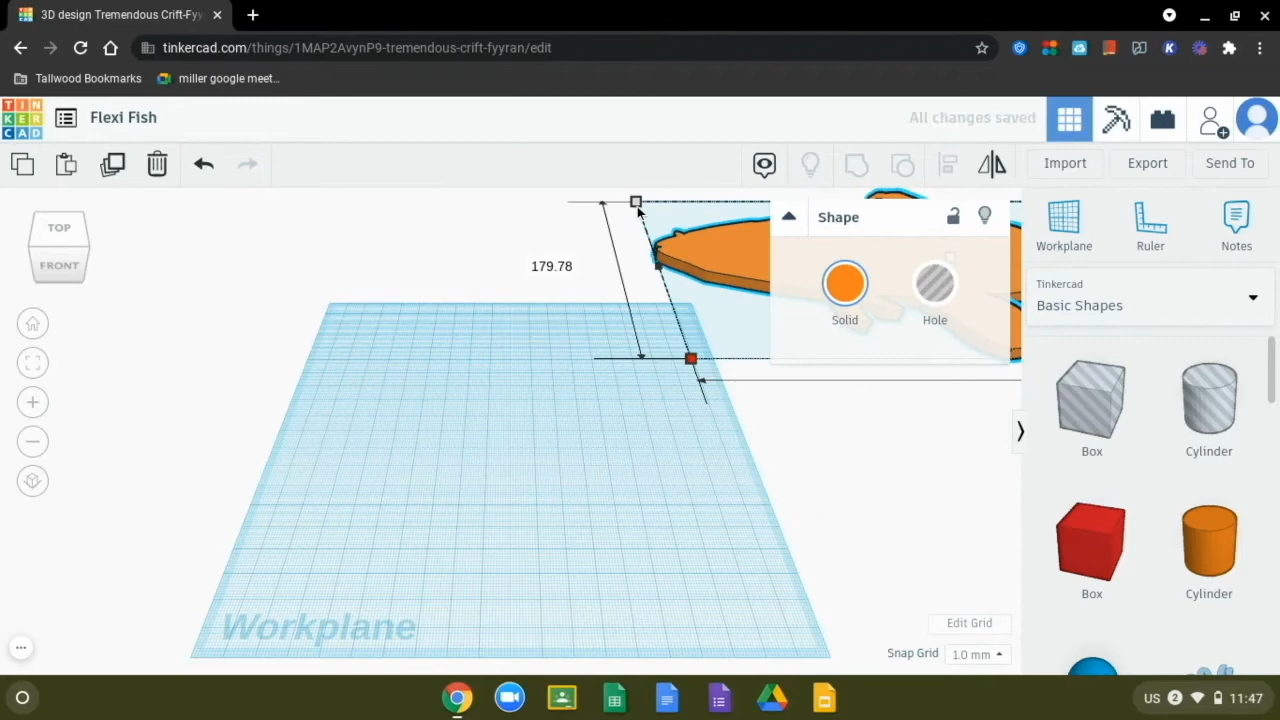 3D design Tremendous Crift-Fyy
tinkercad.com/things/1MAP2AvynP9-tremendous-crift-fyyran/edit
Tallwood Bookmarks
miller google meet...
TIN
KER
CAD
Flexi Fish
All changes saved
Import
Export
Send To
TOP
FRONT
179.78
Shape
Solid
Hole
Workplane
Ruler
Notes
Tinkercad
Basic Shapes
Box
Cylinder
Box
Cylinder
Workplane
Edit Grid
Snap Grid
1.0 mm
US
2
11:47